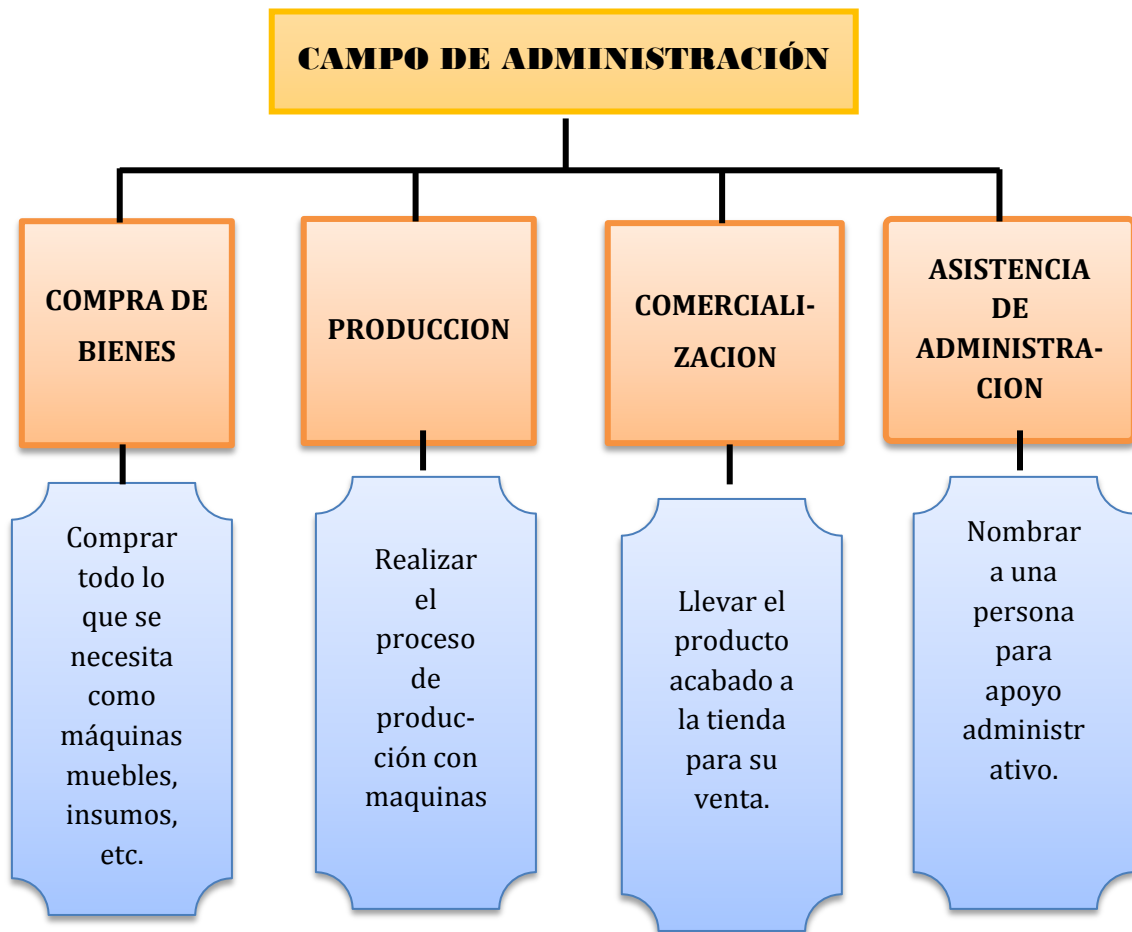 CAMPO DE ADMINISTRACIÓN
COMPRA DE
BIENES
PRODUCCION
COMERCIALI-
ZACION
ASISTENCIA
DE
ADMINISTRA-
CION
Comprar
todo lo
que se
necesita
como
máquinas
muebles,
insumos,
etc.
Realizar
el
proceso
de
produc-
ción con
maquinas
Llevar el
producto
acabado a
la tienda
para su
venta.
Nombrar
a una
persona
para
apoyo
administr
ativo.